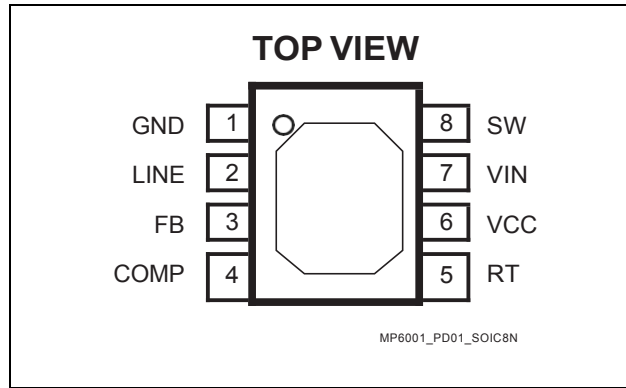 TOP VIEW
GND 1 8 SW
LINE 2 7 VIN
FB 3 6 VCC
COMP 4 5 RT
MP6001_PD01_SOIC8N